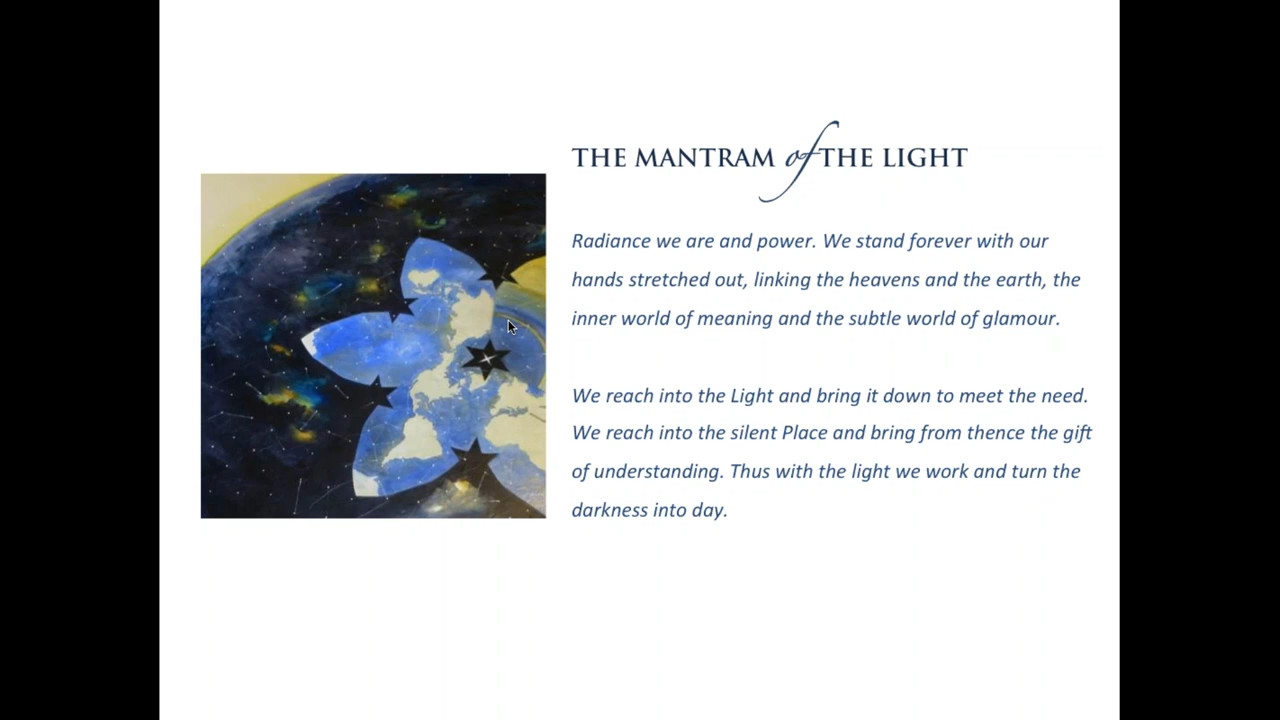 THE MANTRAM of THE LIGHT
Radiance we are and power. We stand forever with our
hands stretched out, linking the heavens and the earth, the
inner world of meaning and the subtle world of glamour.
We reach into the Light and bring it down to meet the need.
We reach into the silent Place and bring from thence the gift
of understanding. Thus with the light we work and turn the
darkness into day.